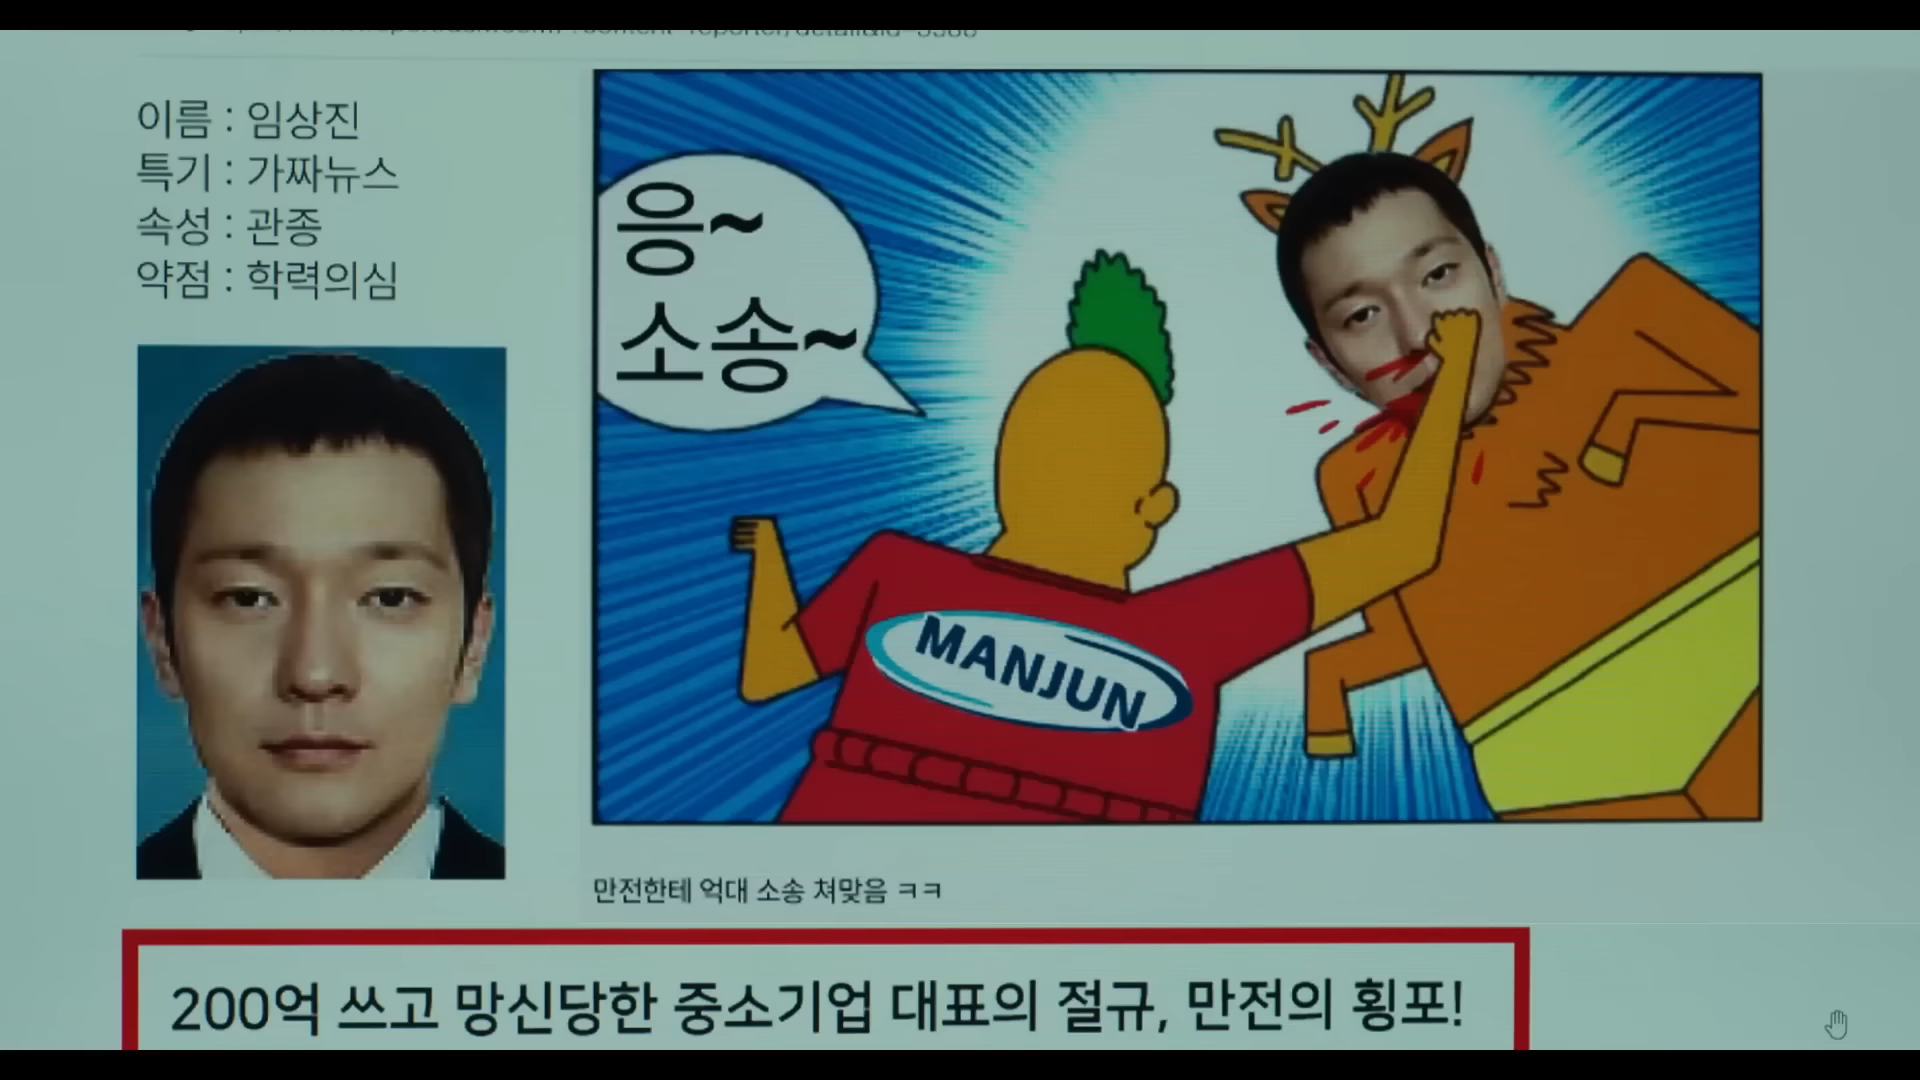 이름 : 임상진
특기 : 가짜뉴스
속성 : 관종
약점 : 학력의심
응~
소송~
MANJUN
만전한테 억대 소송 쳐맞음 ㅋㅋ
200억 쓰고 망신당한 중소기업 대표의 절규, 만전의 횡포!